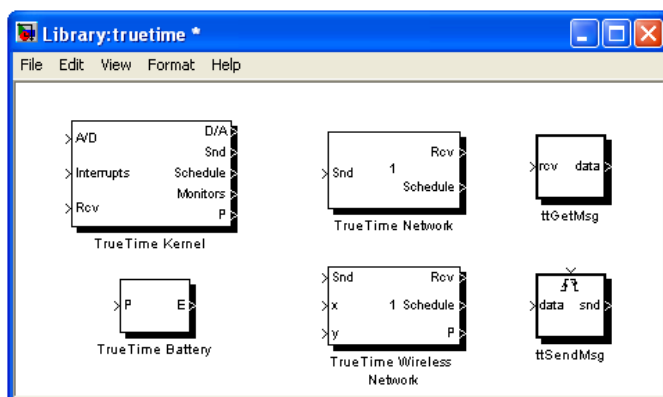 Library:truetime *
File Edit View Format Help
A/D
Interrupts
Rcv
D/A
Snd
Schedule
Monitors
P
TrueTime Kernel
Snd
1
Rcv
Schedule
TrueTime Network
rcv data
ttGetMsg
P E
TrueTime Battery
Snd Rcv
x 1 Schedule
y P
TrueTime Wireless
Network
data snd
ttSendMsg